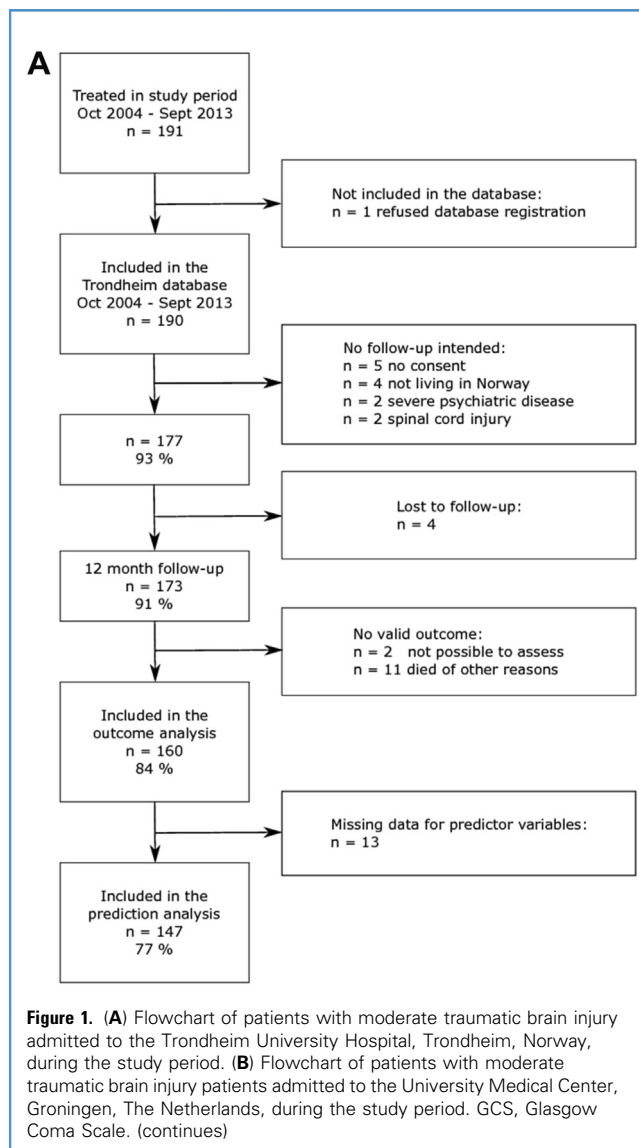 A
Treated in study period
Oct 2004 - Sept 2013
n = 191
Not included in the database:
n = 1 refused database registration
Included in the
Trondheim database
Oct 2004 - Sept 2013
n = 190
No follow-up intended:
n = 5 no consent
n = 4 not living in Norway
n = 2 severe psychiatric disease
n = 2 spinal cord injury
n = 177
93 %
Lost to follow-up:
n = 4
12 month follow-up
n = 173
91 %
No valid outcome:
n = 2 not possible to assess
n = 11 died of other reasons
Included in the
outcome analysis
n = 160
84 %
Missing data for predictor variables:
n = 13
Included in the
prediction analysis
n = 147
77 %
Figure 1. (A) Flowchart of patients with moderate traumatic brain injury
admitted to the Trondheim University Hospital, Trondheim, Norway,
during the study period. (B) Flowchart of patients with moderate
traumatic brain injury patients admitted to the University Medical Center,
Groningen, The Netherlands, during the study period. GCS, Glasgow
Coma Scale. (continues)